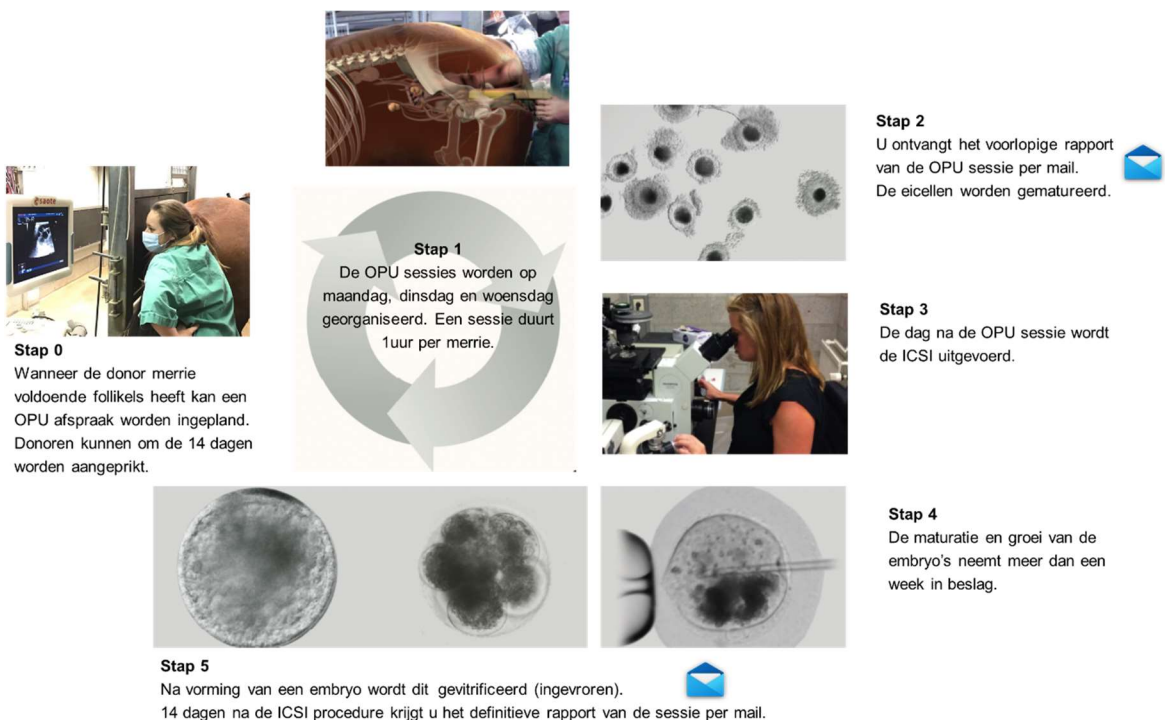 esaote
Stap 0
Wanneer de donor merrie
voldoende follikels heeft kan een
OPU afspraak worden ingepland.
Donoren kunnen om de 14 dagen
worden aangeprikt.
Stap 1
De OPU sessies worden op
maandag, dinsdag en woensdag
georganiseerd. Een sessie duurt
1uur per merrie.
Stap 2
U ontvangt het voorlopige rapport
van de OPU sessie per mail.
De eicellen worden gematureerd.
Stap 3
De dag na de OPU sessie wordt
de ICSI uitgevoerd.
Stap 4
De maturatie en groei van de
embryo’s neemt meer dan een
week in beslag.
Stap 5
Na vorming van een embryo wordt dit gevitrificeerd (ingevroren).
14 dagen na de ICSI procedure krijgt u het definitieve rapport van de sessie per mail.